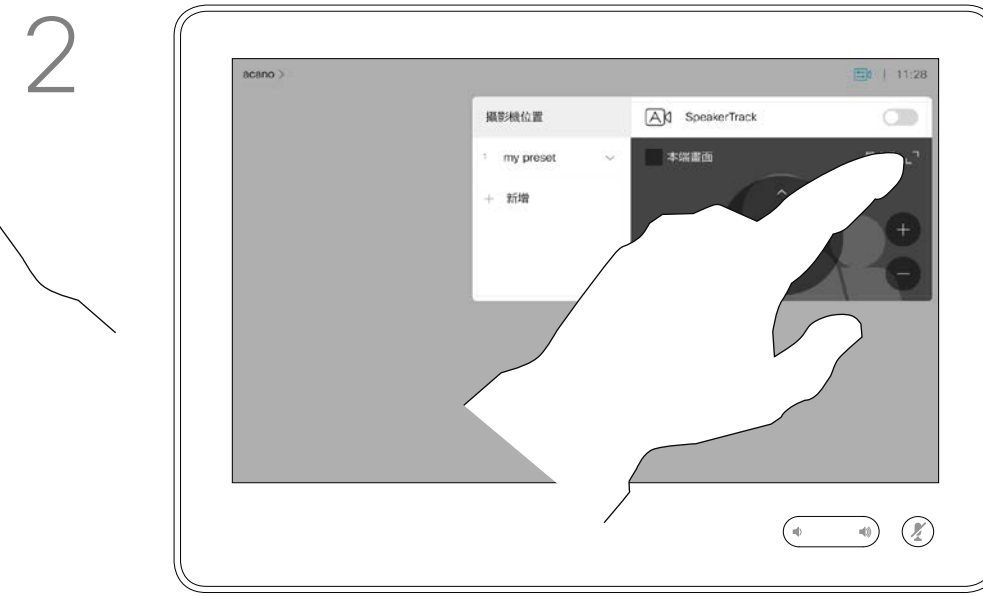 2
acano >
11:28
攝影機位置
SpeakerTrack
1 my preset
本端畫面
+ 新增
+
−